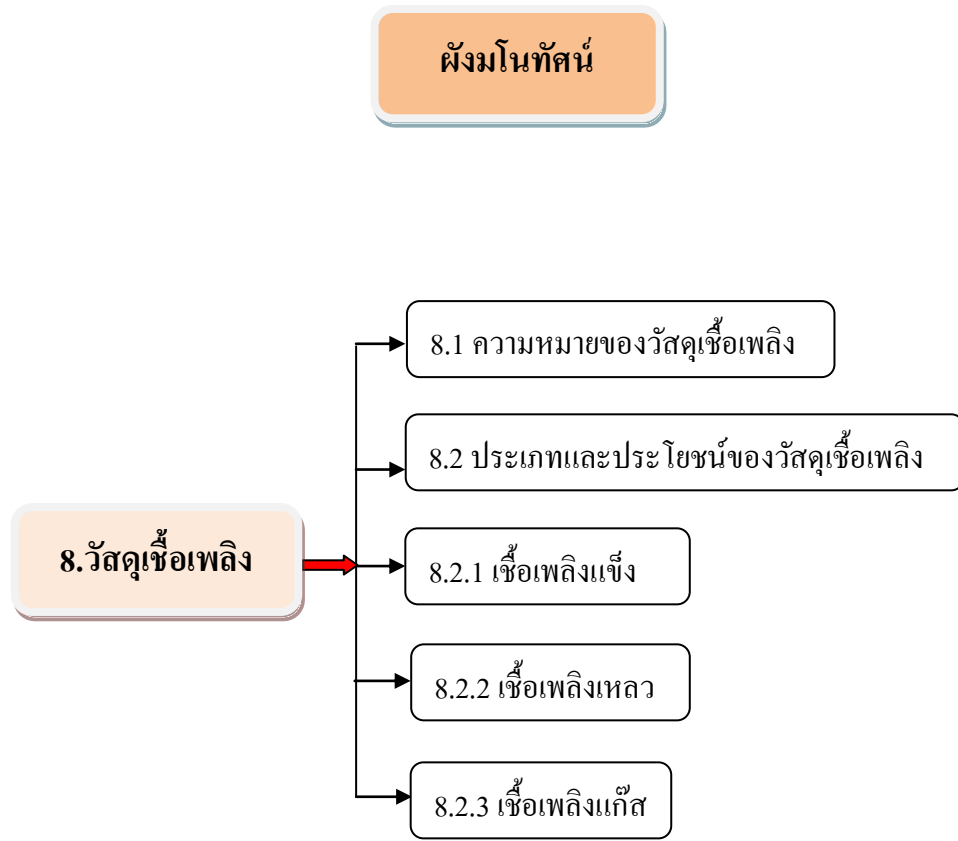 ผังมโนทัศน์
8.1 ความหมายของวัสดุเชื้อเพลิง
8.2 ประเภทและประโยชน์ของวัสดุเชื้อเพลิง
8.วัสดุเชื้อเพลิง
8.2.1 เชื้อเพลิงแข็ง
8.2.2 เชื้อเพลิงเหลว
8.2.3 เชื้อเพลิงแก๊ส